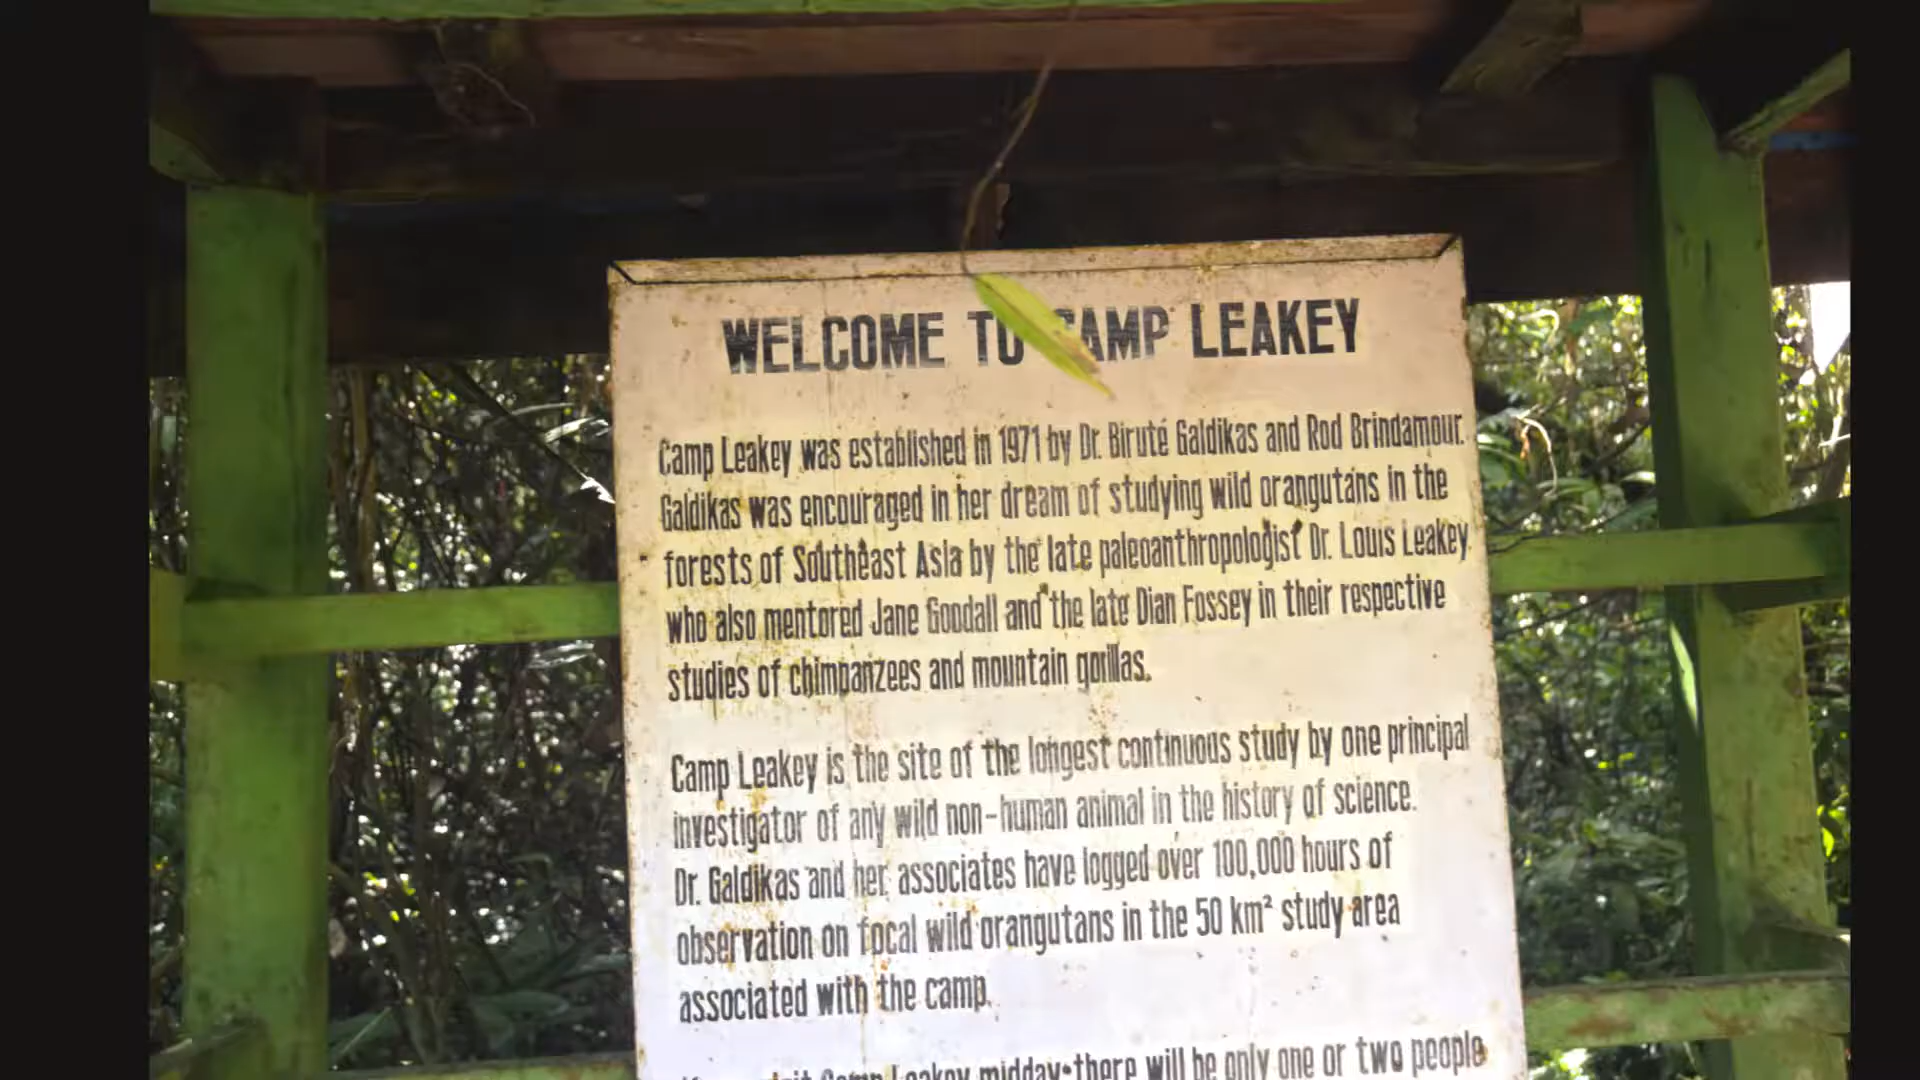 WELCOME TO CAMP LEAKEY
Camp Leakey was established in 1971 by Dr. Biruté Galdikas and Rod Brindamour.
Galdikas was encouraged in her dream of studying wild orangutans in the
forests of Southeast Asia by the late paleoanthropologist Dr. Louis Leakey
who also mentored Jane Goodall and the late Dian Fossey in their respective
studies of chimpanzees and mountain gorillas.
Camp Leakey is the site of the longest continuous study by one principal
investigator of any wild non-human animal in the history of science.
Dr. Galdikas and her associates have logged over 100,000 hours of
observation on focal wild orangutans in the 50 km² study area
associated with the camp.
Camp Leakey midday there will be only one or two people